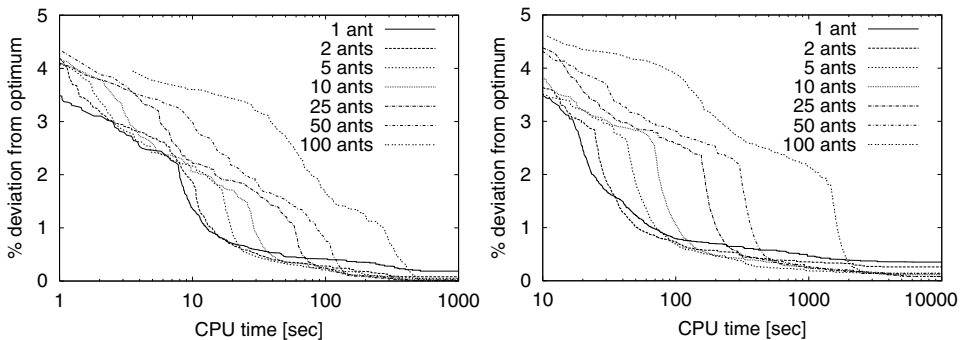 % deviation from optimum
5
4
3
2
1
0
1 ant
2 ants
5 ants
10 ants
25 ants
50 ants
100 ants
1
10
100
1000
CPU time [sec]
% deviation from optimum
5
4
3
2
1
0
1 ant
2 ants
5 ants
10 ants
25 ants
50 ants
100 ants
10
100
1000
10000
CPU time [sec]